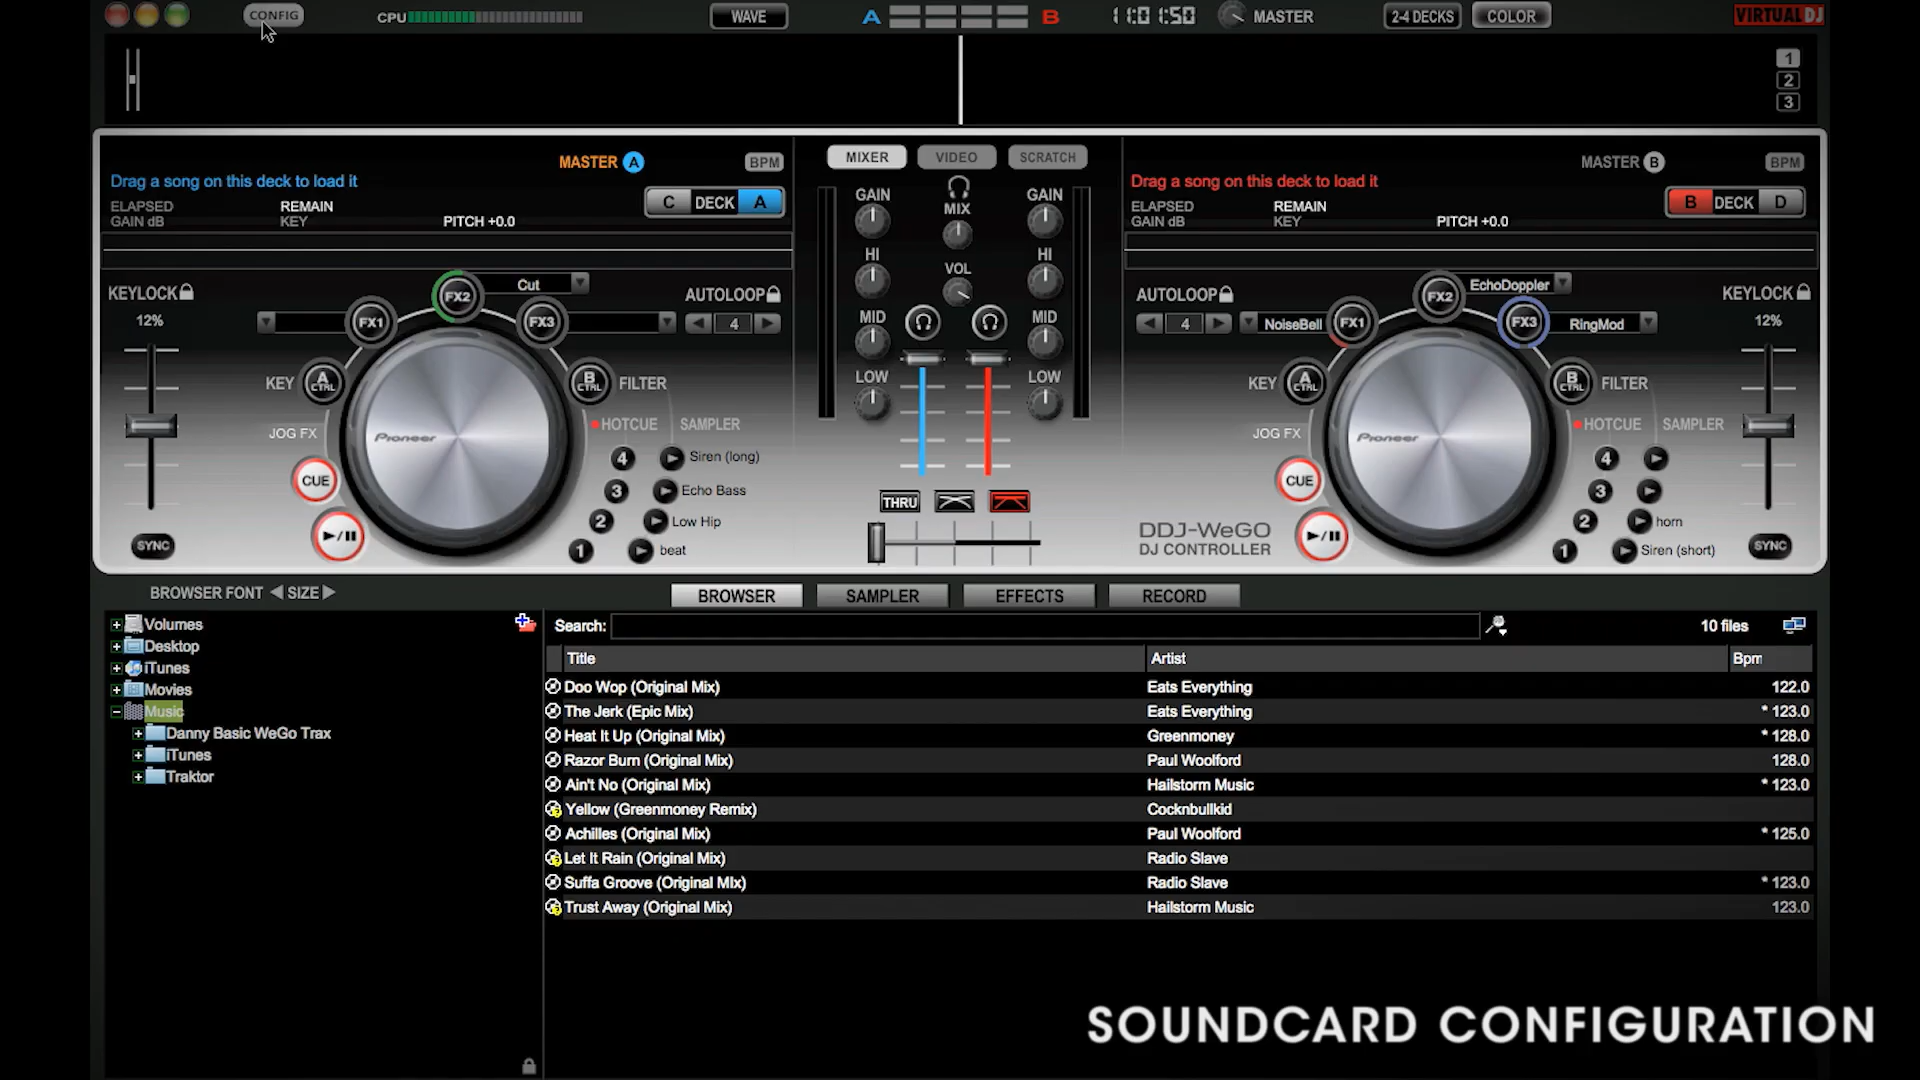 CONFIG
CPU
WAVE
A
B
11:01:50
MASTER
2-4 DECKS
COLOR
VIRTUALDJ
1
2
3
MASTER A
BPM
Drag a song on this deck to load it
C DECK A
ELAPSED REMAIN
GAIN dB KEY PITCH +0.0
MIXER
VIDEO
SCRATCH
GAIN
MIX
GAIN
HI
VOL
HI
MID
MID
LOW
LOW
THRU
MASTER B
BPM
Drag a song on this deck to load it
B DECK D
ELAPSED REMAIN
GAIN dB KEY PITCH +0.0
KEYLOCK
12%
FX1
FX2
Cut
FX3
AUTOLOOP
4
KEY
A CTRL
B CTRL
FILTER
JOG FX
Pioneer
HOTCUE SAMPLER
4 Siren (long)
3 Echo Bass
2 Low Hip
1 beat
CUE
SYNC
AUTOLOOP
4
NoiseBell
FX1
FX2
EchoDoppler
FX3
RingMod
KEYLOCK
12%
KEY
A CTRL
B CTRL
FILTER
JOG FX
Pioneer
HOTCUE SAMPLER
4
3
2 horn
1 Siren (short)
CUE
SYNC
DDJ-WeGO
DJ CONTROLLER
BROWSER FONT SIZE
BROWSER
SAMPLER
EFFECTS
RECORD
Volumes
Desktop
iTunes
Movies
Music
Danny Basic WeGo Trax
iTunes
Traktor
Search:
10 files
Title Artist Bpm
Doo Wop (Original Mix) Eats Everything 122.0
The Jerk (Epic Mix) Eats Everything * 123.0
Heat It Up (Original Mix) Greenmoney * 128.0
Razor Burn (Original Mix) Paul Woolford 128.0
Ain't No (Original Mix) Hailstorm Music * 123.0
Yellow (Greenmoney Remix) Cocknbullkid
Achilles (Original Mix) Paul Woolford * 125.0
Let It Rain (Original Mix) Radio Slave
Suffa Groove (Original MIx) Radio Slave * 123.0
Trust Away (Original Mix) Hailstorm Music 123.0
SOUNDCARD CONFIGURATION